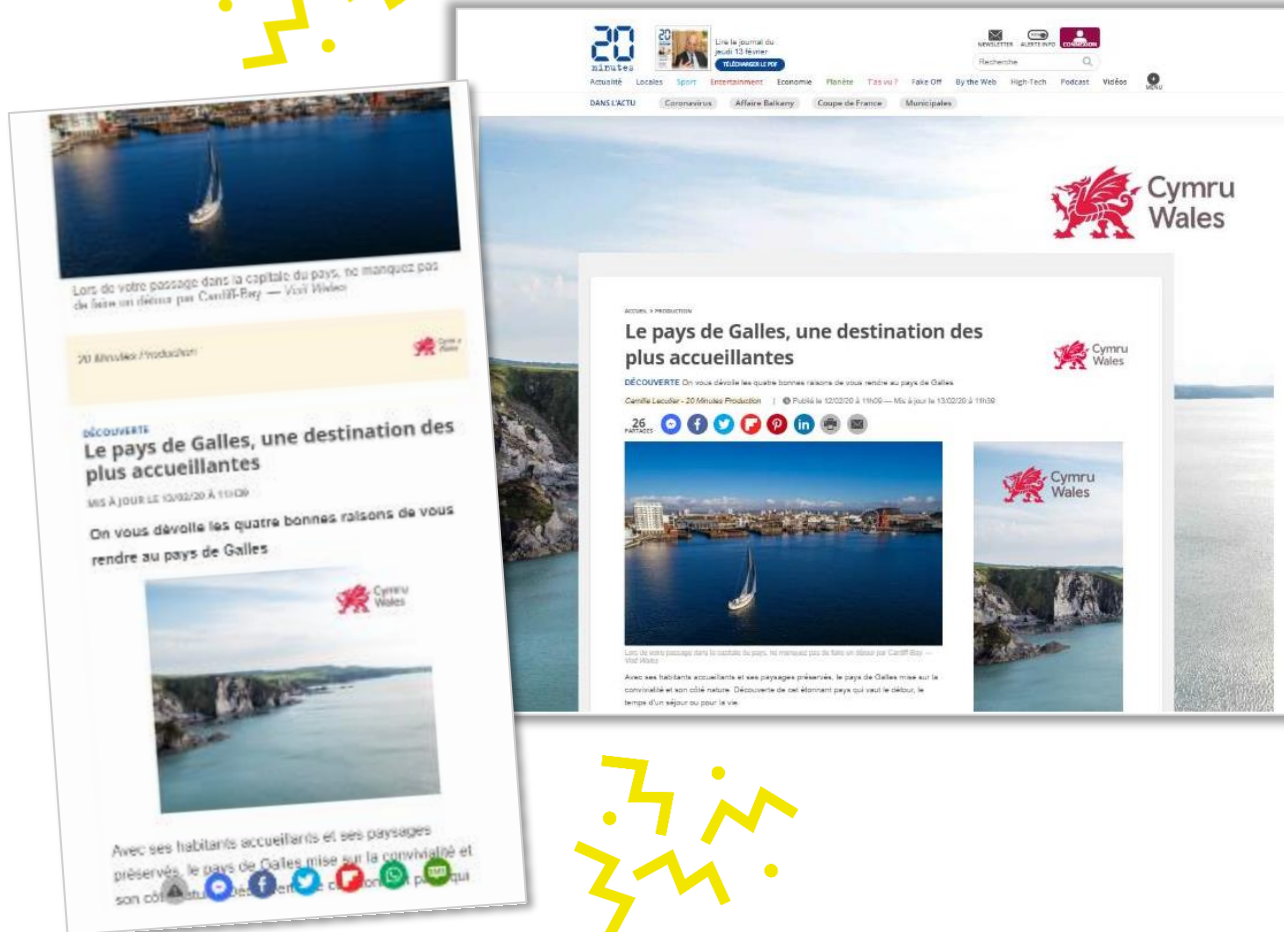 Lors de votre passage dans la capitale du pays, ne manquez pas
de faire un détour par Cardiff-Bay — Visit Wales
20 Minutes Production
Cymru
Wales
DÉCOUVERTE
Le pays de Galles, une destination des
plus accueillantes
MIS À JOUR LE 13/02/20 À 11H39
On vous dévoile les quatre bonnes raisons de vous
rendre au pays de Galles
Cymru
Wales
Avec ses habitants accueillants et ses paysages
préservés, le pays de Galles mise sur la convivialité et
son
qui
20
minutes
20
Lire le journal du
jeudi 13 février
TÉLÉCHARGER LE PDF
NEWSLETTER ALERTE INFO CONNEXION
Recherche
Actualité Locales Sport Entertainment Economie Planète T'as vu ? Fake Off By the Web High-Tech Podcast Vidéos MENU
DANS L'ACTU Coronavirus Affaire Balkany Coupe de France Municipales
Cymru
Wales
ACCUEIL > PRODUCTION
Le pays de Galles, une destination des
plus accueillantes
Cymru
Wales
DÉCOUVERTE On vous dévoile les quatre bonnes raisons de vous rendre au pays de Galles
Camille Lecuiller - 20 Minutes Production | Publié le 12/02/20 à 11h09 — Mis à jour le 13/02/20 à 11h39
26
PARTAGES
Cymru
Wales
Lors de votre passage dans la capitale du pays, ne manquez pas de faire un détour par Cardiff-Bay —
Visit Wales
Avec ses habitants accueillants et ses paysages préservés, le pays de Galles mise sur la
convivialité et son côté nature. Découverte de cet étonnant pays qui vaut le détour, le
temps d'un séjour ou pour la vie.